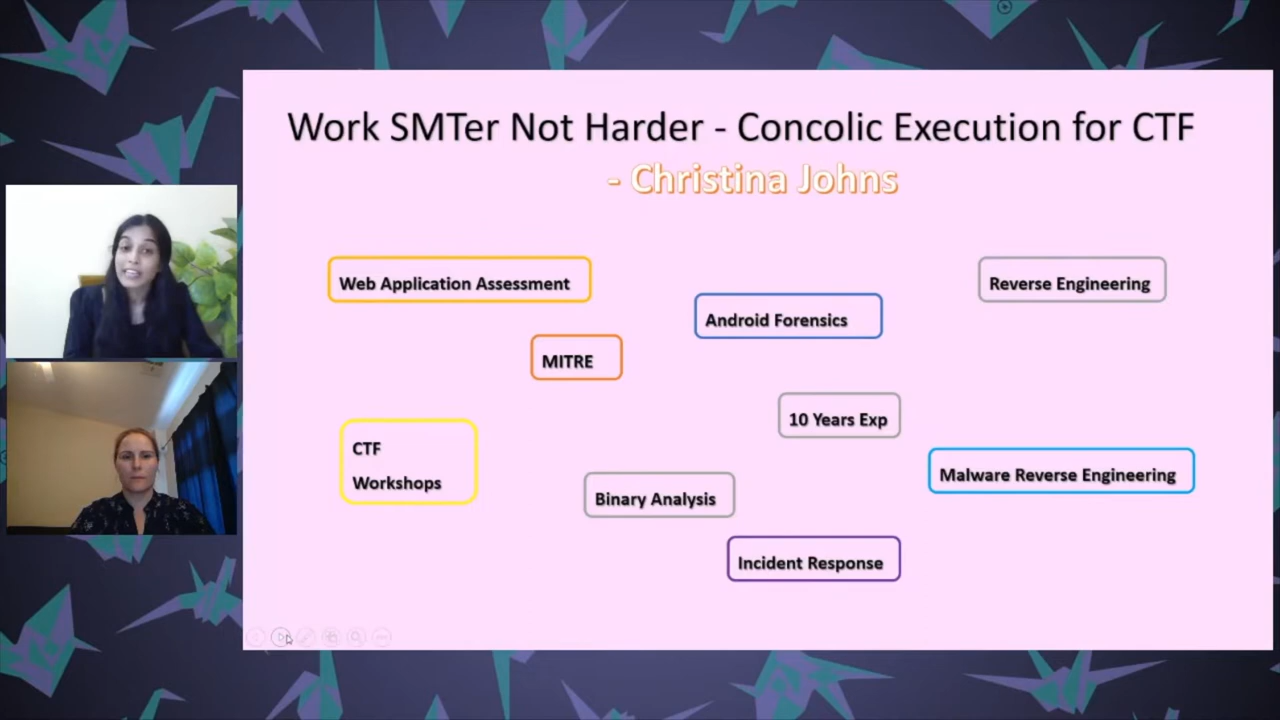 Work SMTer Not Harder - Concolic Execution for CTF
- Christina Johns
Web Application Assessment
Reverse Engineering
Android Forensics
MITRE
10 Years Exp
CTF
Workshops
Malware Reverse Engineering
Binary Analysis
Incident Response